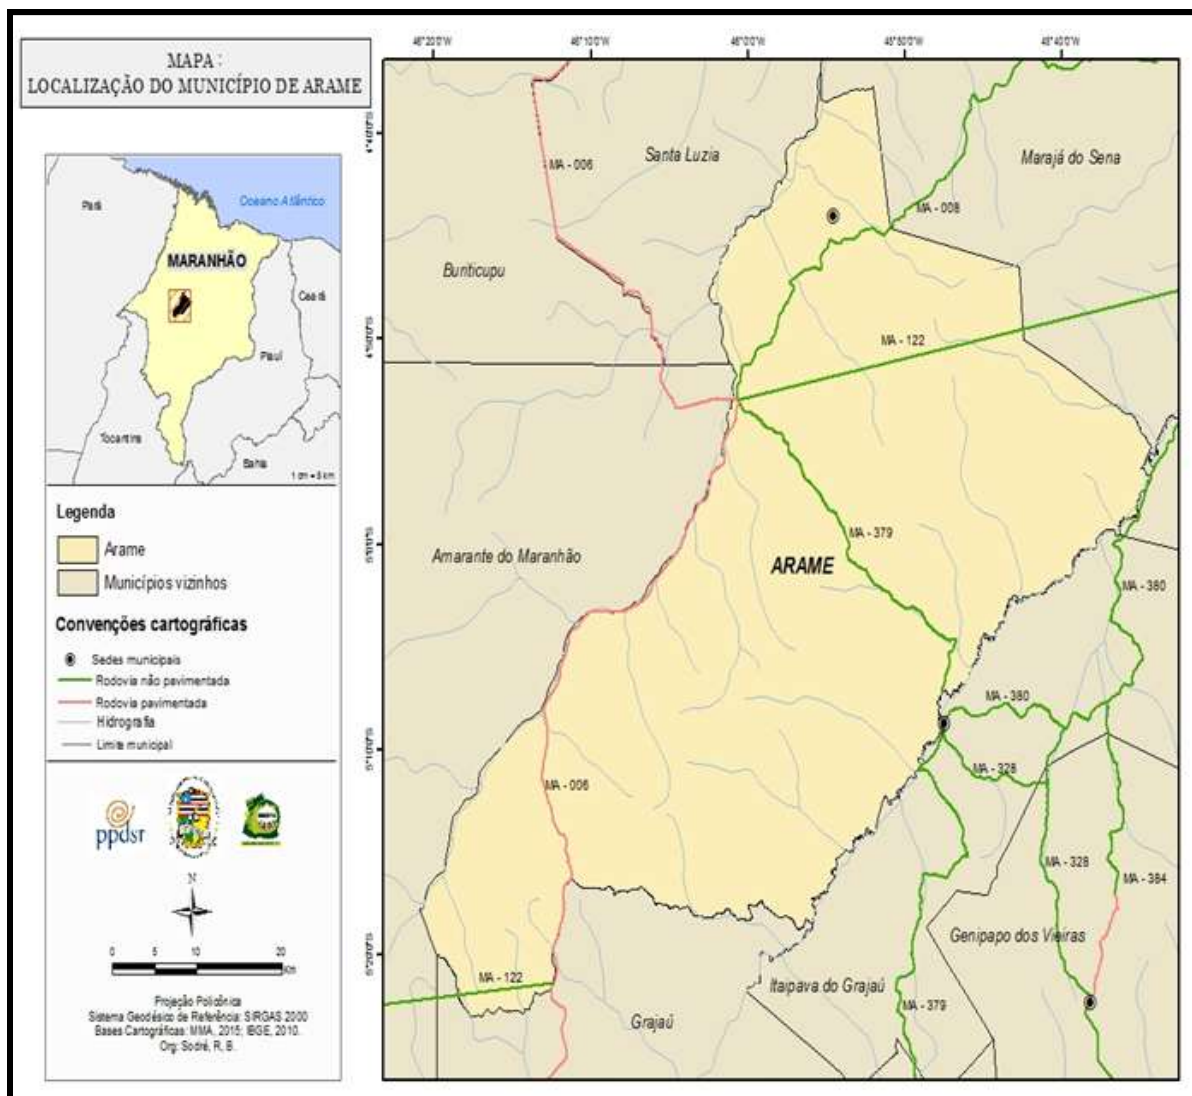 MAPA :
LOCALIZAÇÃO DO MUNICÍPIO DE ARAME
Pará
Oceano Atlântico
MARANHÃO
Ceará
Piauí
Tocantins
Bahia
1 cm = 5 km
Legenda
Arame
Municípios vizinhos
Convenções cartográficas
Sedes municipais
Rodovia não pavimentada
Rodovia pavimentada
Hidrografia
Limite municipal
ppdsr
N
0 5 10 20
Km
Projeção Policônica
Sistema Geodésico de Referência: SIRGAS 2000
Bases Cartográficas: MMA, 2015; IBGE, 2010.
Org: Sodré, R. B.
46°20'0"W 46°10'0"W 46°0'0"W 45°50'0"W 45°40'0"W
Santa Luzia
Marajá do Sena
MA - 006
MA - 008
Buriticupu
MA - 122
MA - 379
Amarante do Maranhão
ARAME
MA - 380
MA - 380
MA - 328
MA - 006
MA - 328
MA - 384
Genipapo dos Vieiras
MA - 122
Itaipava do Grajaú
MA - 379
Grajaú